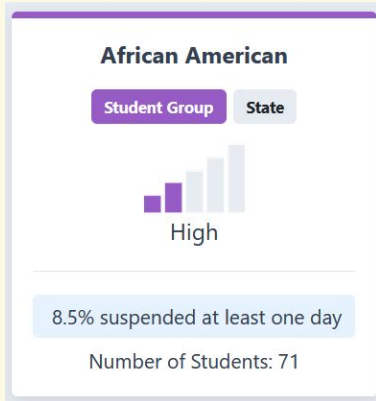 African American
Student Group State
High
8.5% suspended at least one day
Number of Students: 71